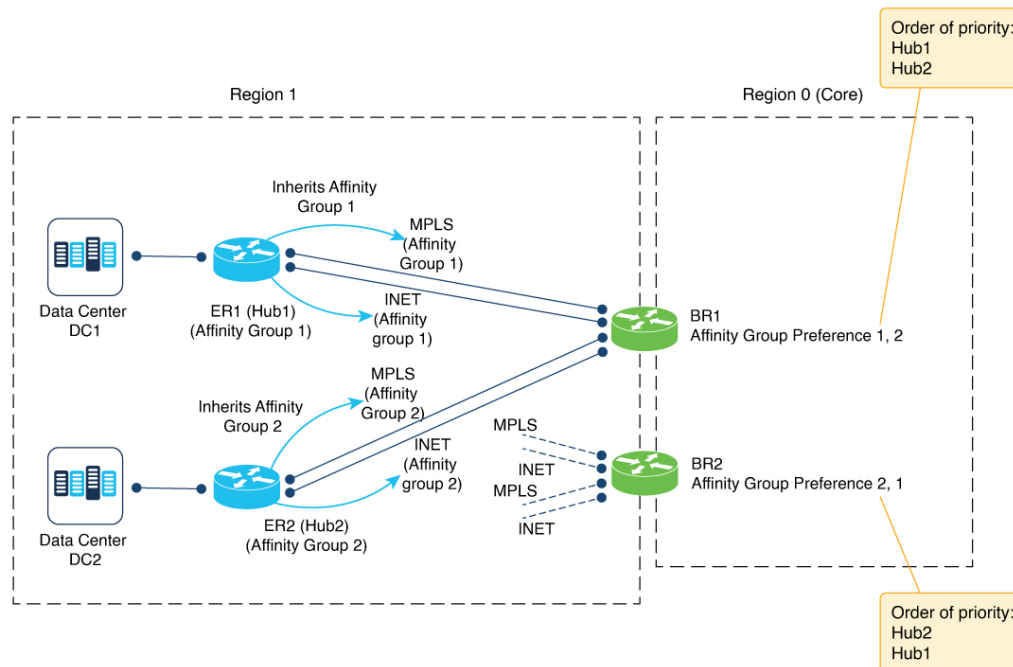 Order of priority:
Hub1
Hub2
Region 1
Region 0 (Core)
Inherits Affinity
Group 1
MPLS
(Affinity
Group 1)
Data Center
DC1
ER1 (Hub1)
(Affinity Group 1)
INET
(Affinity
group 1)
BR1
Affinity Group Preference 1, 2
MPLS
(Affinity
Group 2)
Inherits Affinity
Group 2
INET
(Affinity
group 2)
MPLS
INET
MPLS
INET
BR2
Affinity Group Preference 2, 1
Data Center
DC2
ER2 (Hub2)
(Affinity Group 2)
Order of priority:
Hub2
Hub1